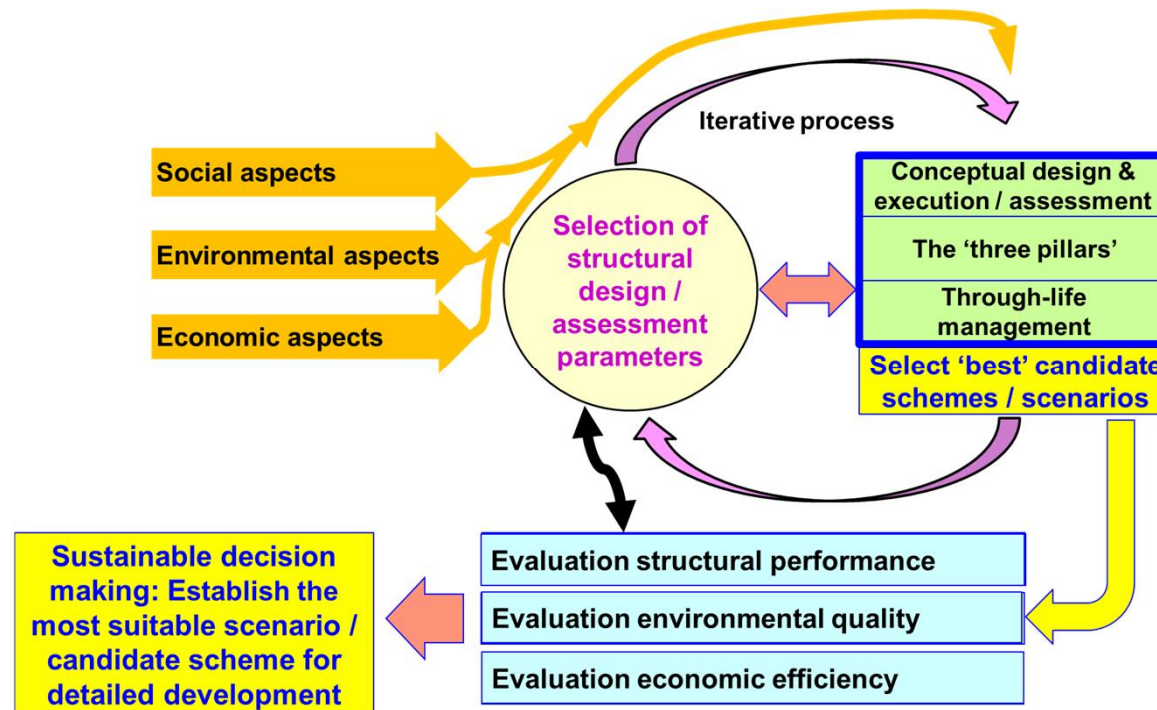 Iterative process
Social aspects
Environmental aspects
Economic aspects
Selection of
structural
design /
assessment
parameters
Conceptual design &
execution / assessment
The ‘three pillars’
Through-life
management
Select ‘best’ candidate
schemes / scenarios
Evaluation structural performance
Evaluation environmental quality
Evaluation economic efficiency
Sustainable decision
making: Establish the
most suitable scenario /
candidate scheme for
detailed development